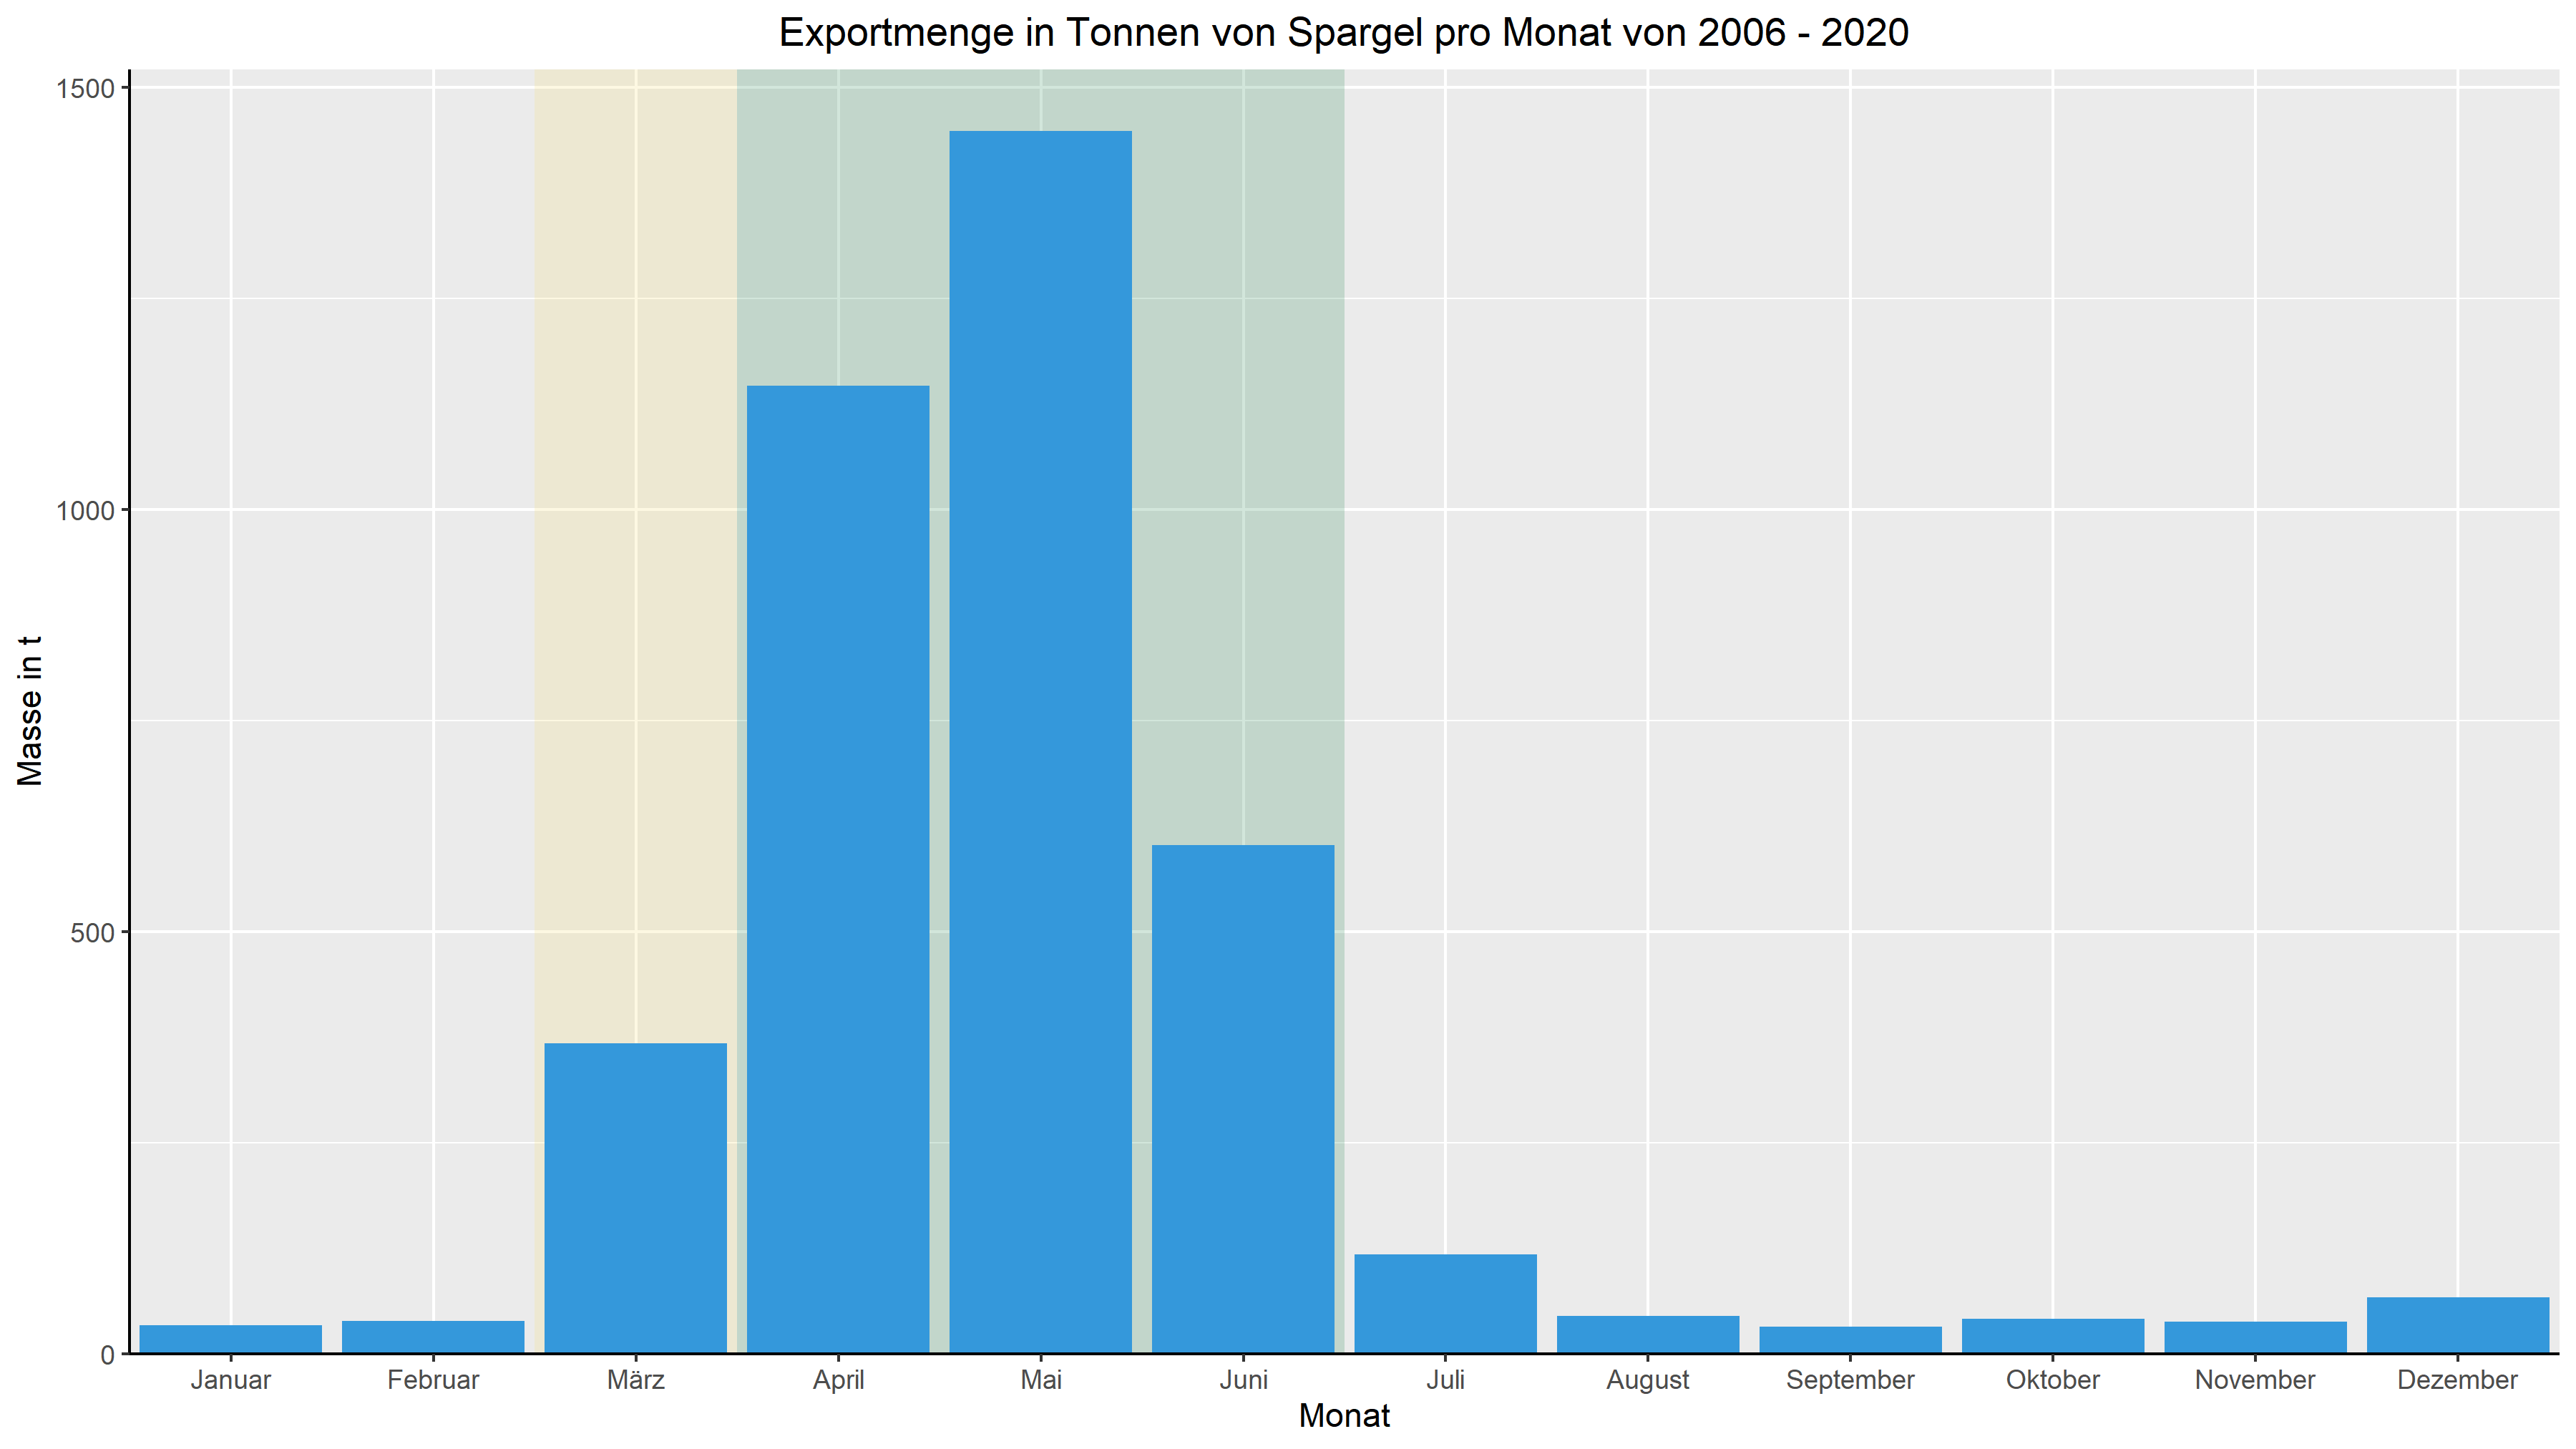 Exportmenge in Tonnen von Spargel pro Monat von 2006 - 2020
1500
1000
500
0
Masse in t
Januar Februar März April Mai Juni Juli August September Oktober November Dezember
Monat